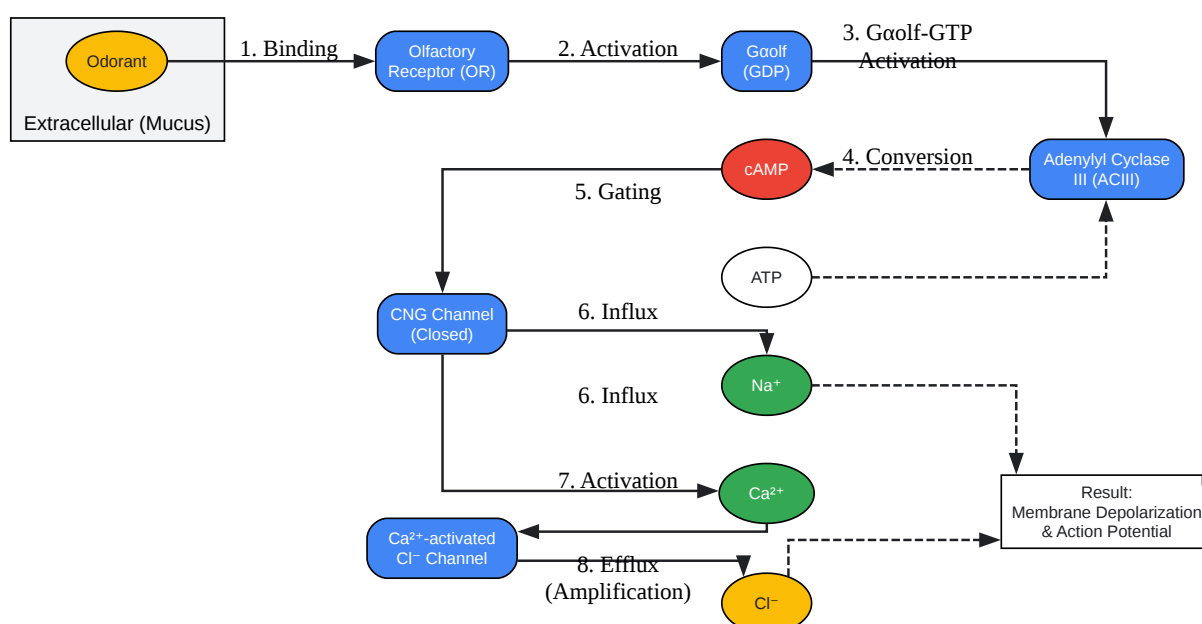 Odorant
Extracellular (Mucus)
1. Binding
Olfactory
Receptor (OR)
2. Activation
Gαolf
(GDP)
3. Gαolf-GTP
Activation
cAMP
4. Conversion
Adenylyl Cyclase
III (ACIII)
5. Gating
ATP
CNG Channel
(Closed)
6. Influx
Na⁺
6. Influx
7. Activation
Ca²⁺
Result:
Membrane Depolarization
& Action Potential
Ca²⁺-activated
Cl⁻ Channel
8. Efflux
(Amplification)
Cl⁻